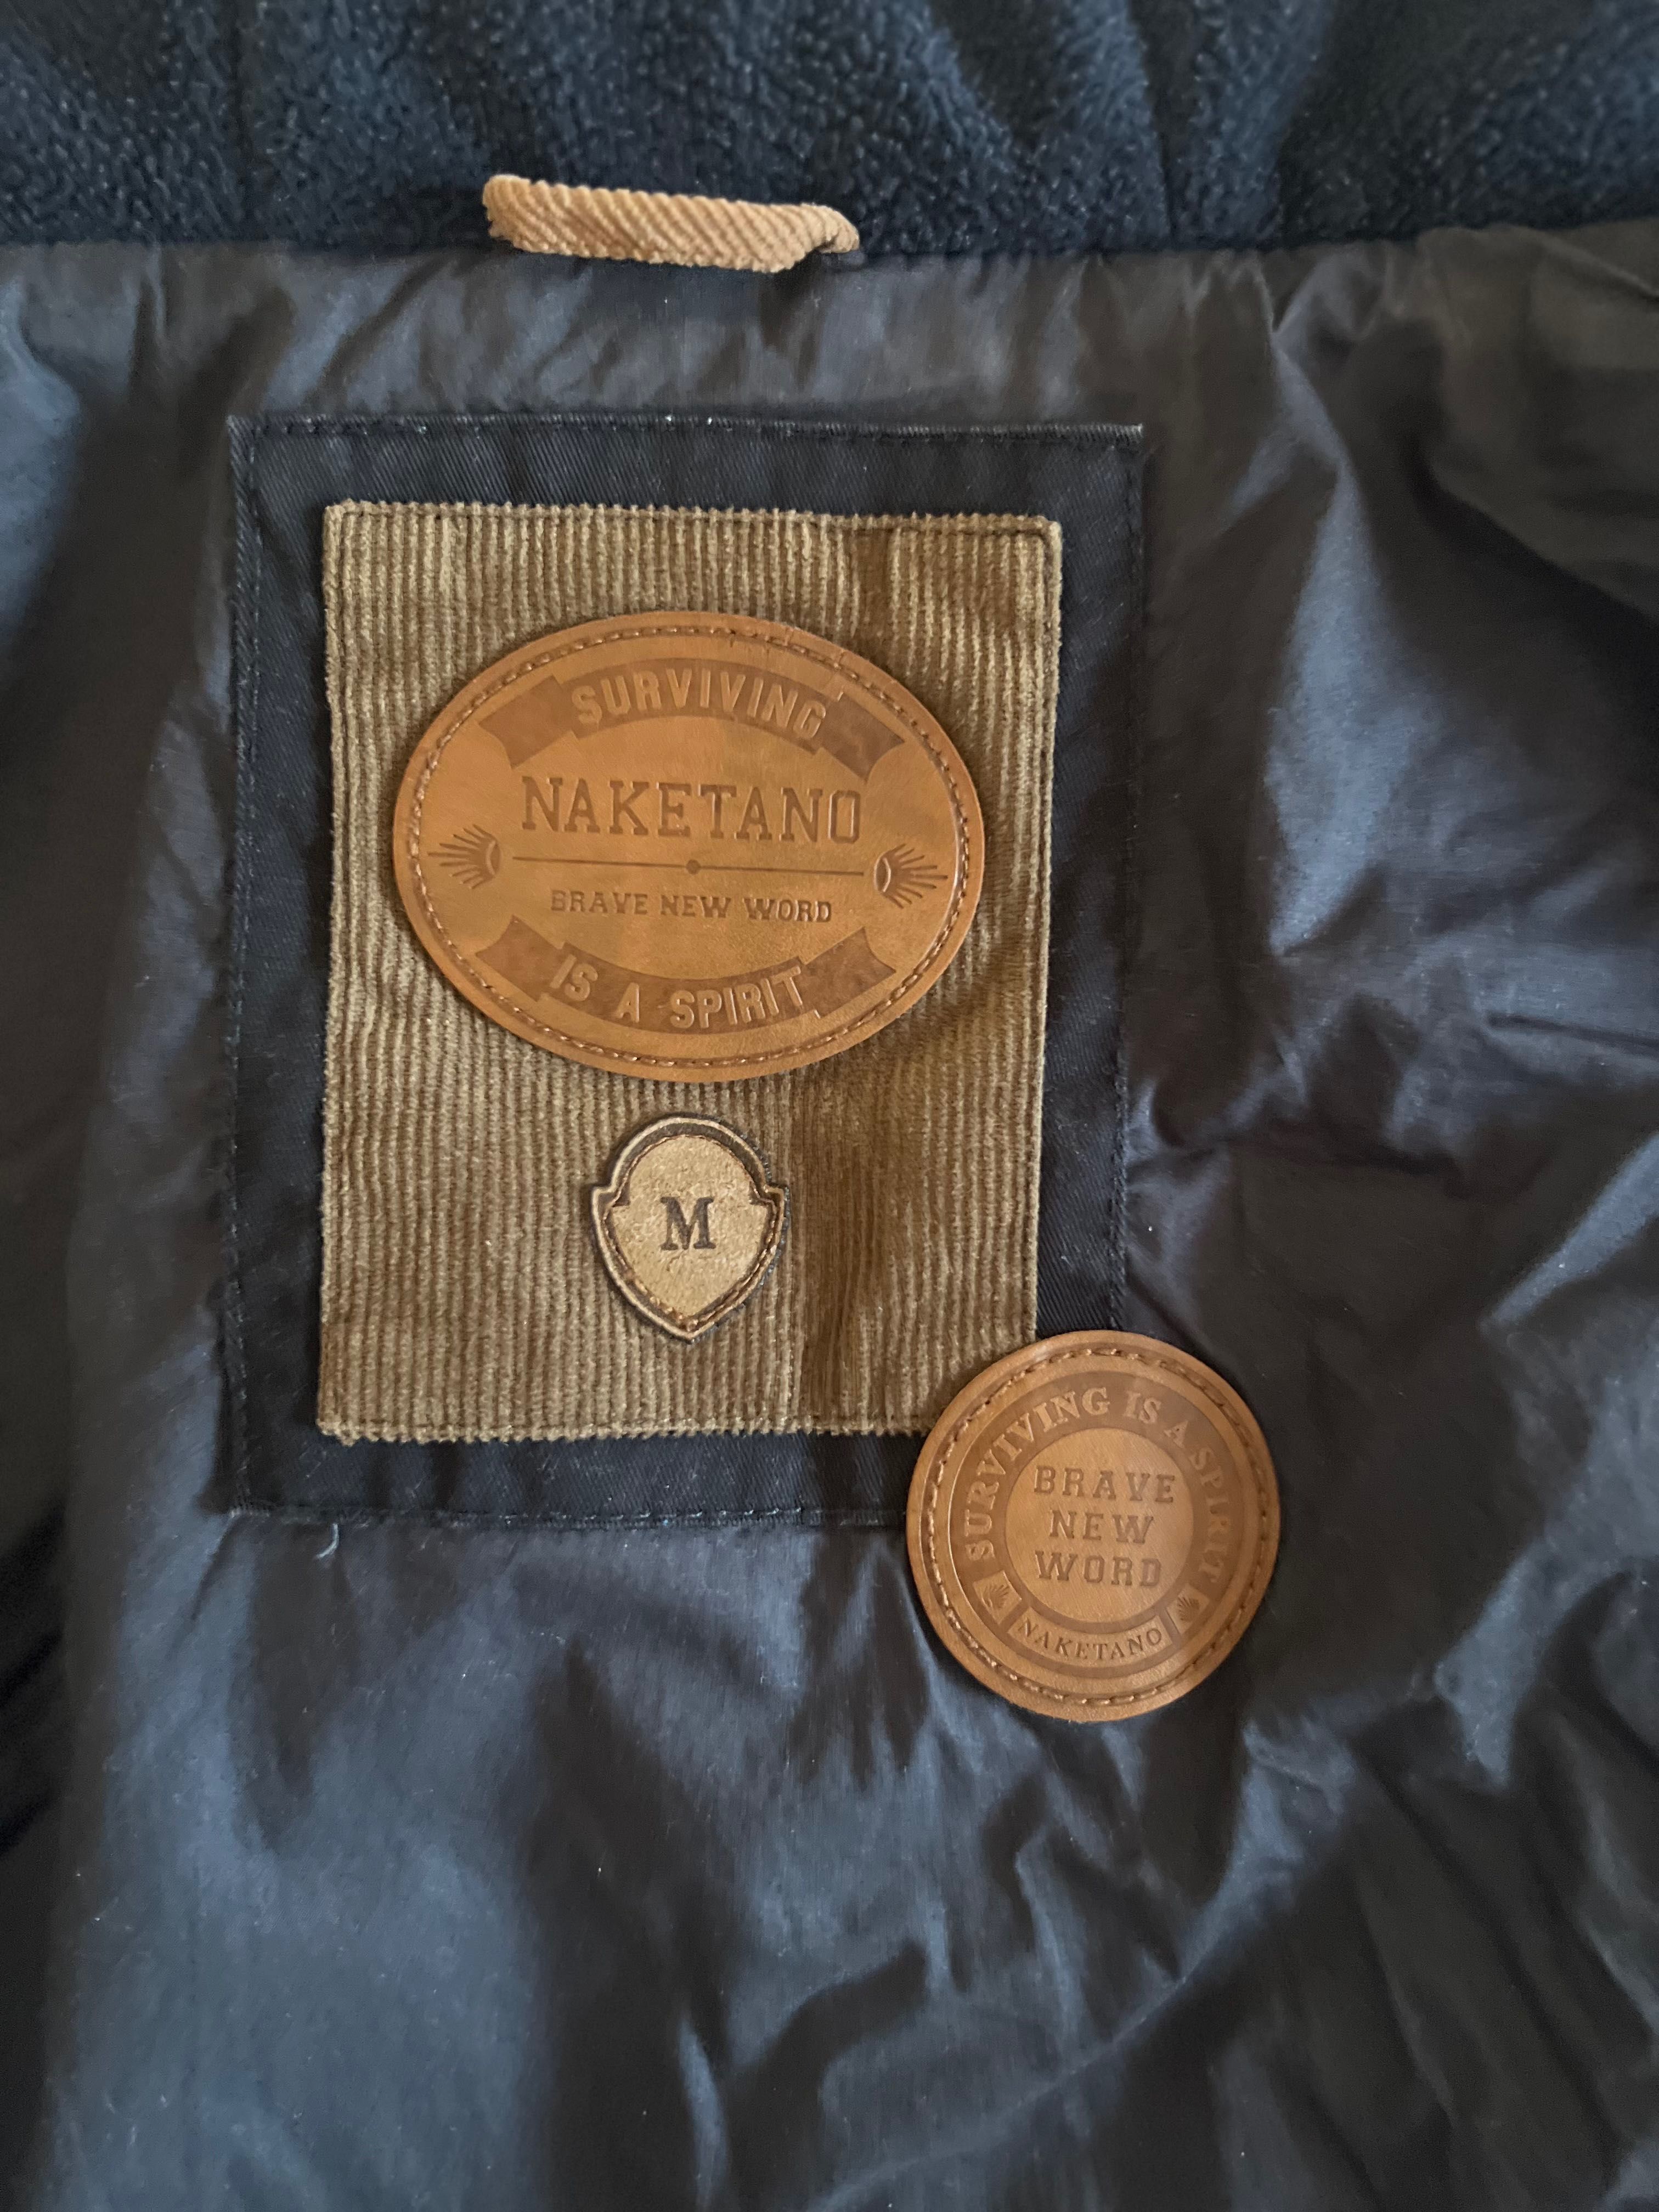 SURVIVING
NAKETANO
BRAVE NEW WORD
IS A SPIRIT
M
SURVIVING IS A SPIRIT
BRAVE
NEW
WORD
NAKETANO